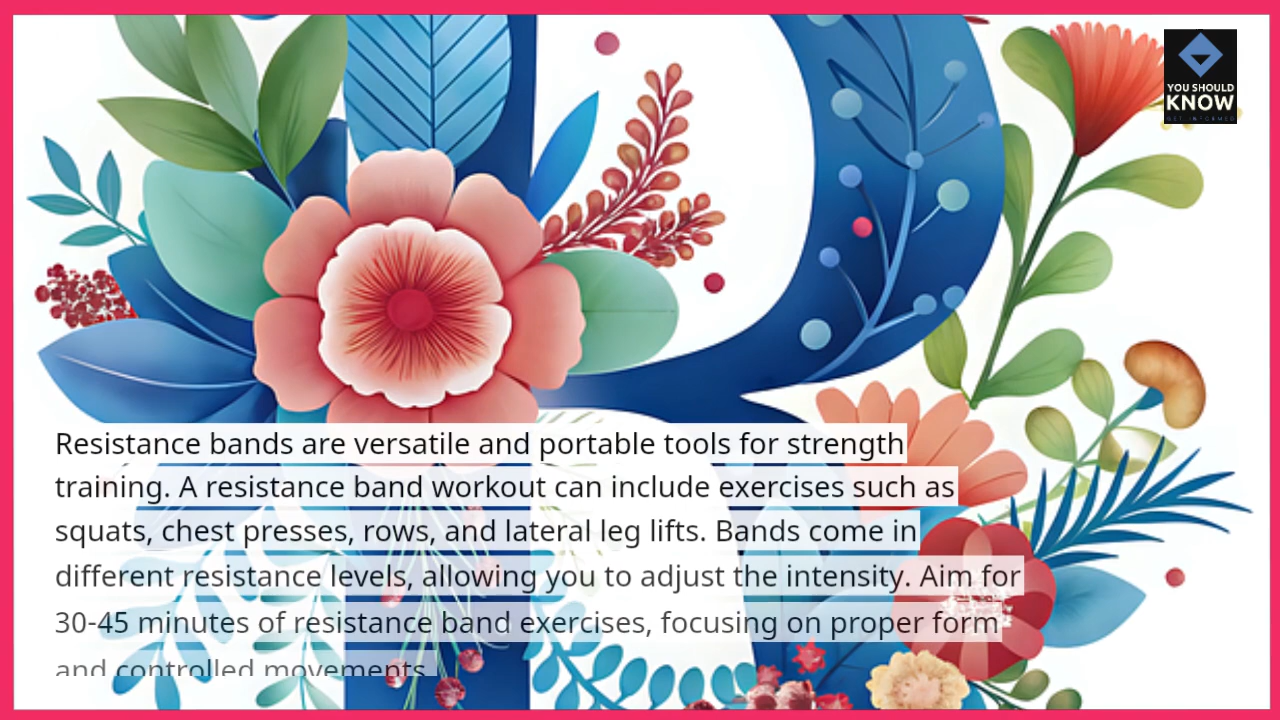 YOU SHOULD
KNOW
GET INFORMED
Resistance bands are versatile and portable tools for strength
training. A resistance band workout can include exercises such as
squats, chest presses, rows, and lateral leg lifts. Bands come in
different resistance levels, allowing you to adjust the intensity. Aim for
30-45 minutes of resistance band exercises, focusing on proper form
and controlled movements.